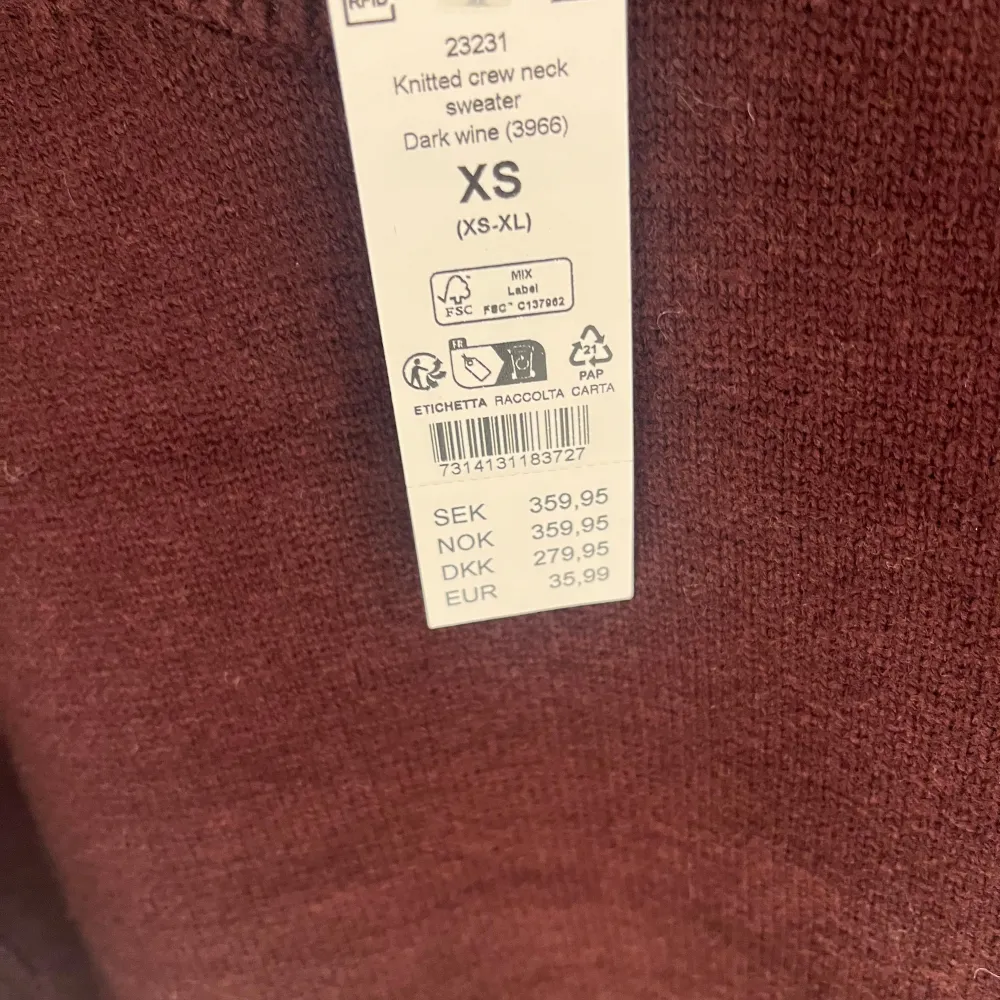 RFID
23231
Knitted crew neck
sweater
Dark wine (3966)
XS
(XS-XL)
MIX
Label
FSC FSC™ C137962
FR
21
PAP
ETICHETTA RACCOLTA CARTA
7314131183727
SEK 359,95
NOK 359,95
DKK 279,95
EUR 35,99